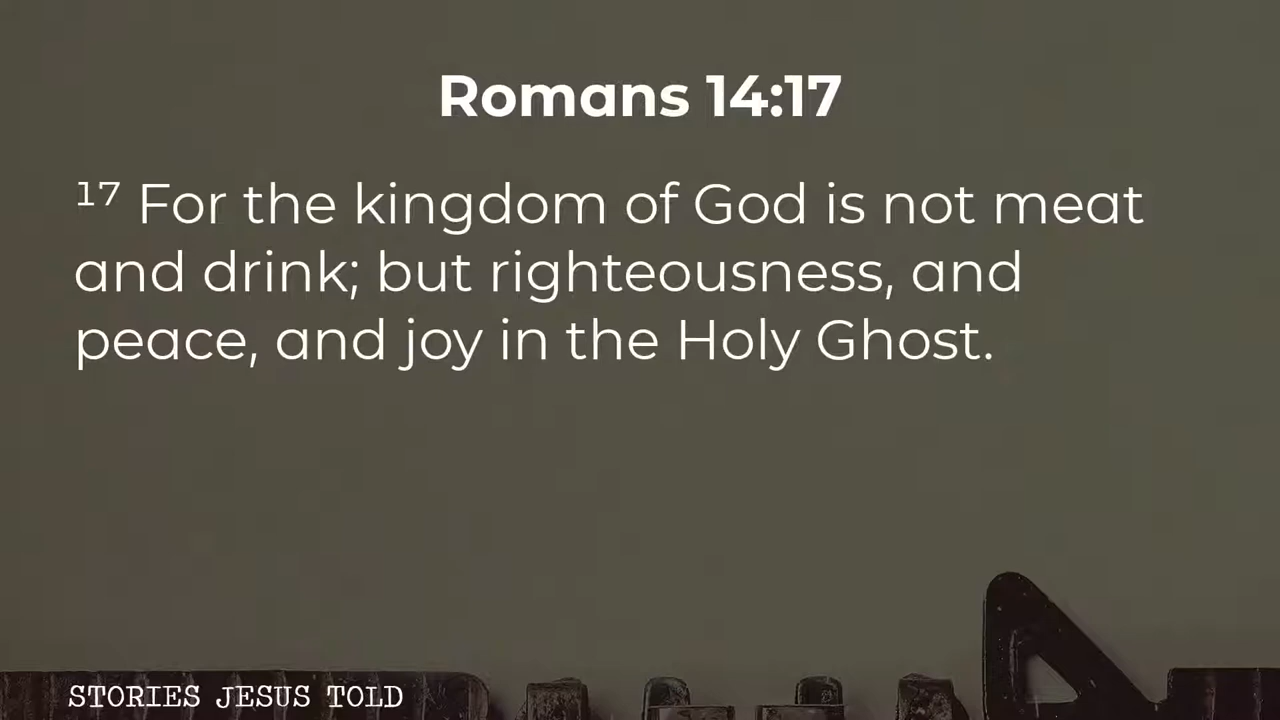 Romans 14:17
¹⁷ For the kingdom of God is not meat
and drink; but righteousness, and
peace, and joy in the Holy Ghost.
STORIES JESUS TOLD